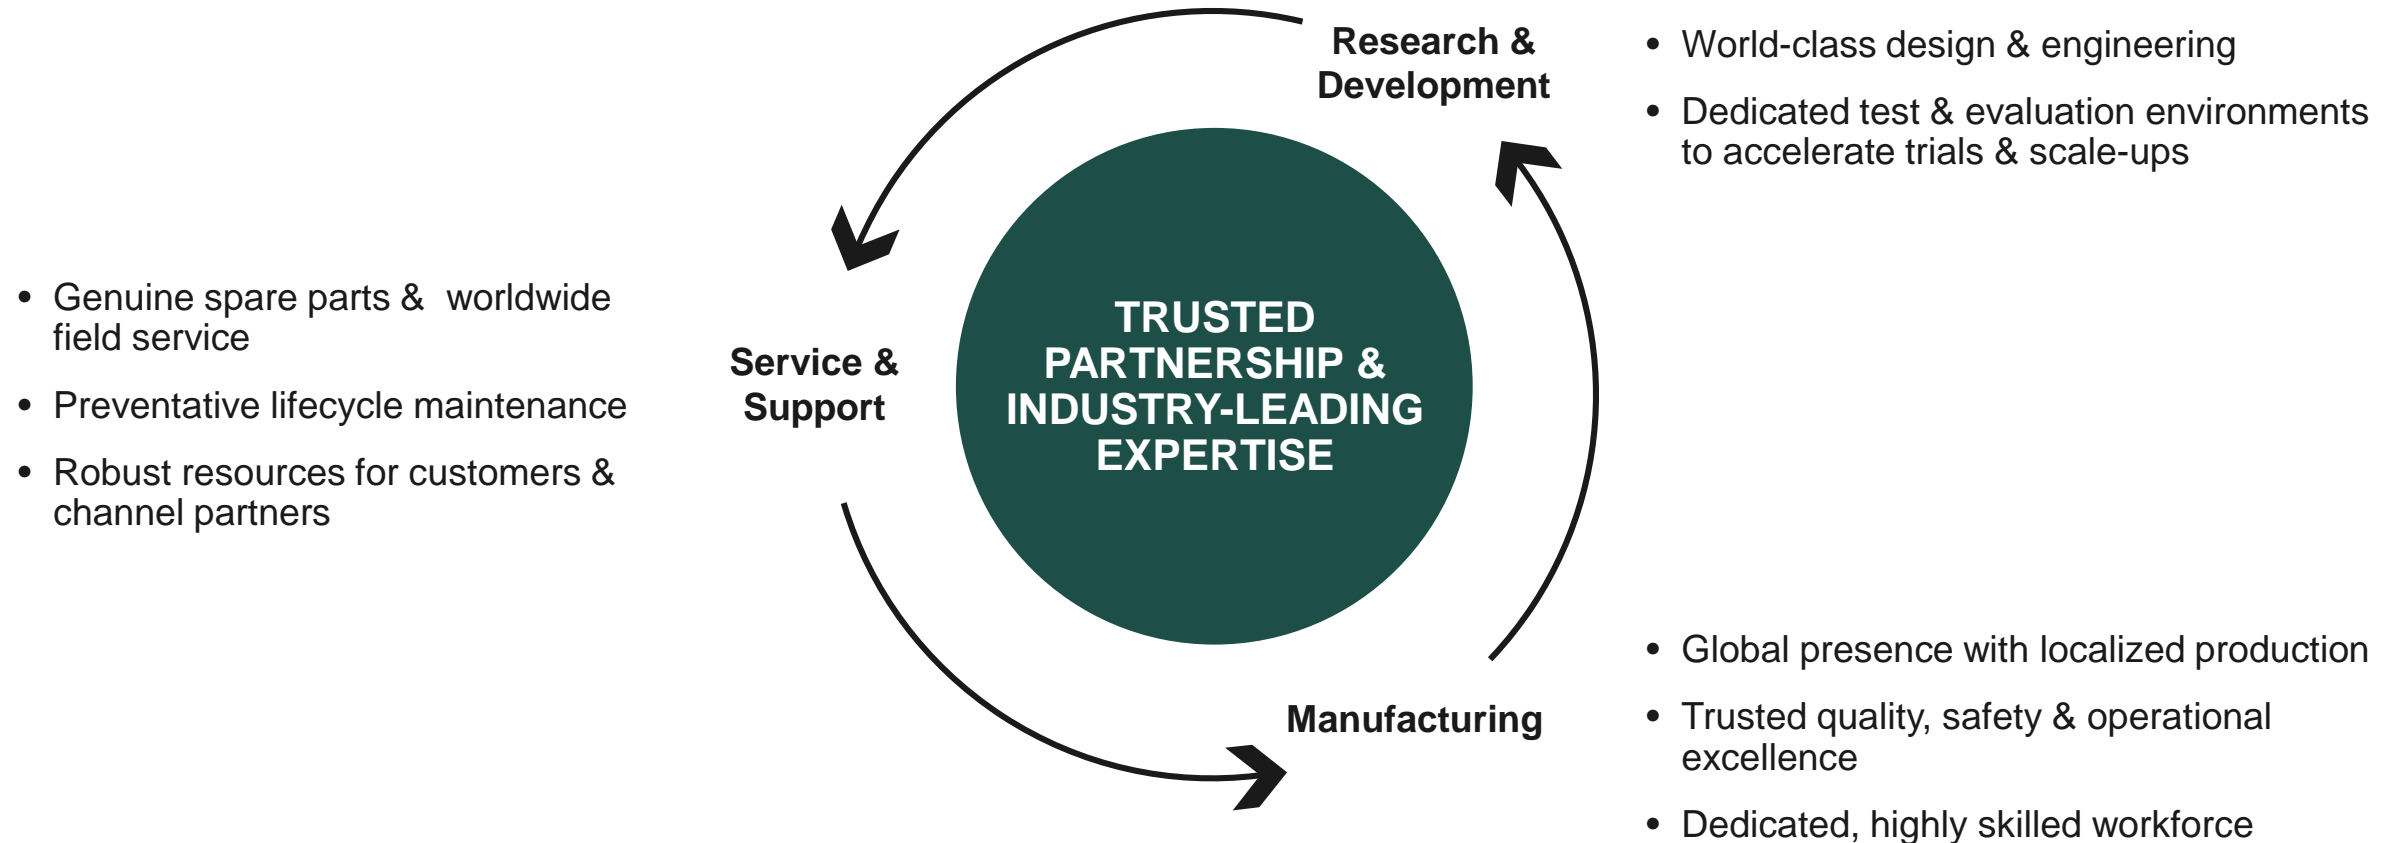 Research &
Development
• World-class design & engineering
• Dedicated test & evaluation environments
to accelerate trials & scale-ups
• Genuine spare parts & worldwide
field service
• Preventative lifecycle maintenance
• Robust resources for customers &
channel partners
Service &
Support
TRUSTED
PARTNERSHIP &
INDUSTRY-LEADING
EXPERTISE
Manufacturing
• Global presence with localized production
• Trusted quality, safety & operational
excellence
• Dedicated, highly skilled workforce